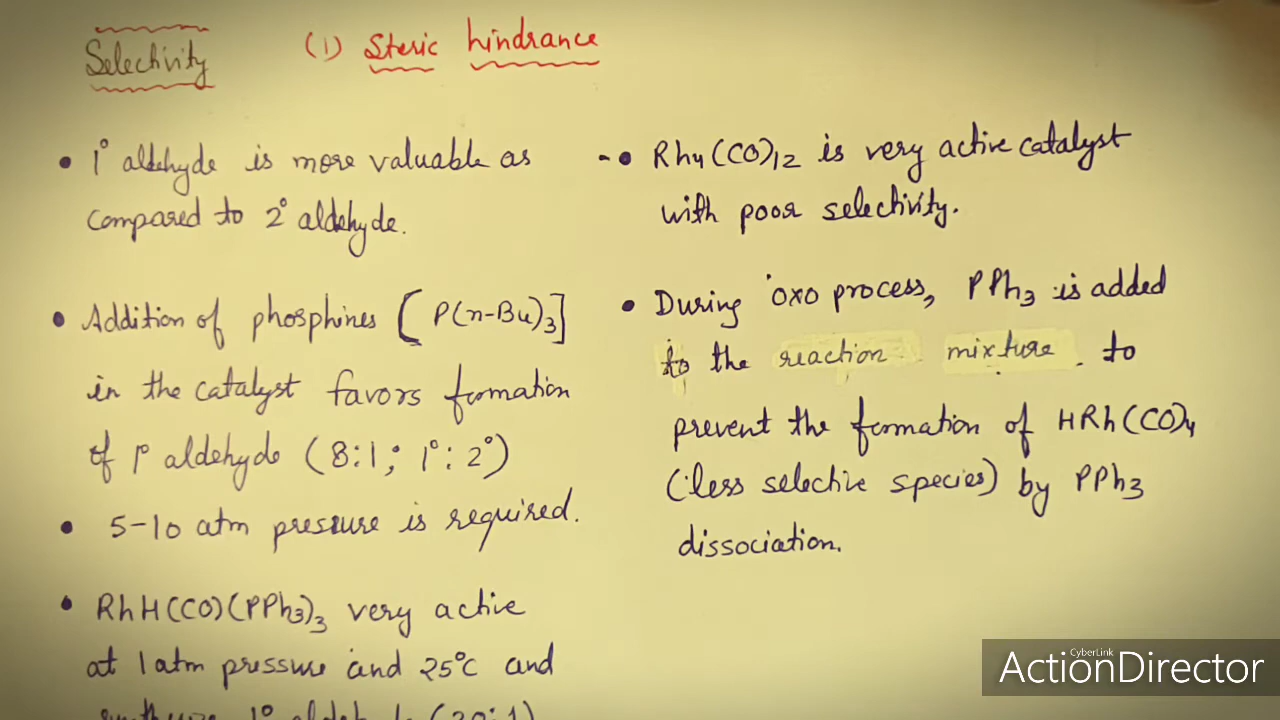 Selectivity (1) Steric hindrance
• 1° aldehyde is more valuable as
compared to 2° aldehyde.
• Addition of phosphines [P(n-Bu)3]
in the catalyst favors formation
of 1° aldehyde (8:1; 1°:2°)
• 5-10 atm pressure is required.
• RhH(CO)(PPh3)3 very active
at 1 atm pressure and 25°C and
1° (20:1)
• Rh4(CO)12 is very active catalyst
with poor selectivity.
• During oxo process, PPh3 is added
to the reaction mixture to
prevent the formation of HRh(CO)4
(less selective species) by PPh3
dissociation.
CyberLink
ActionDirector